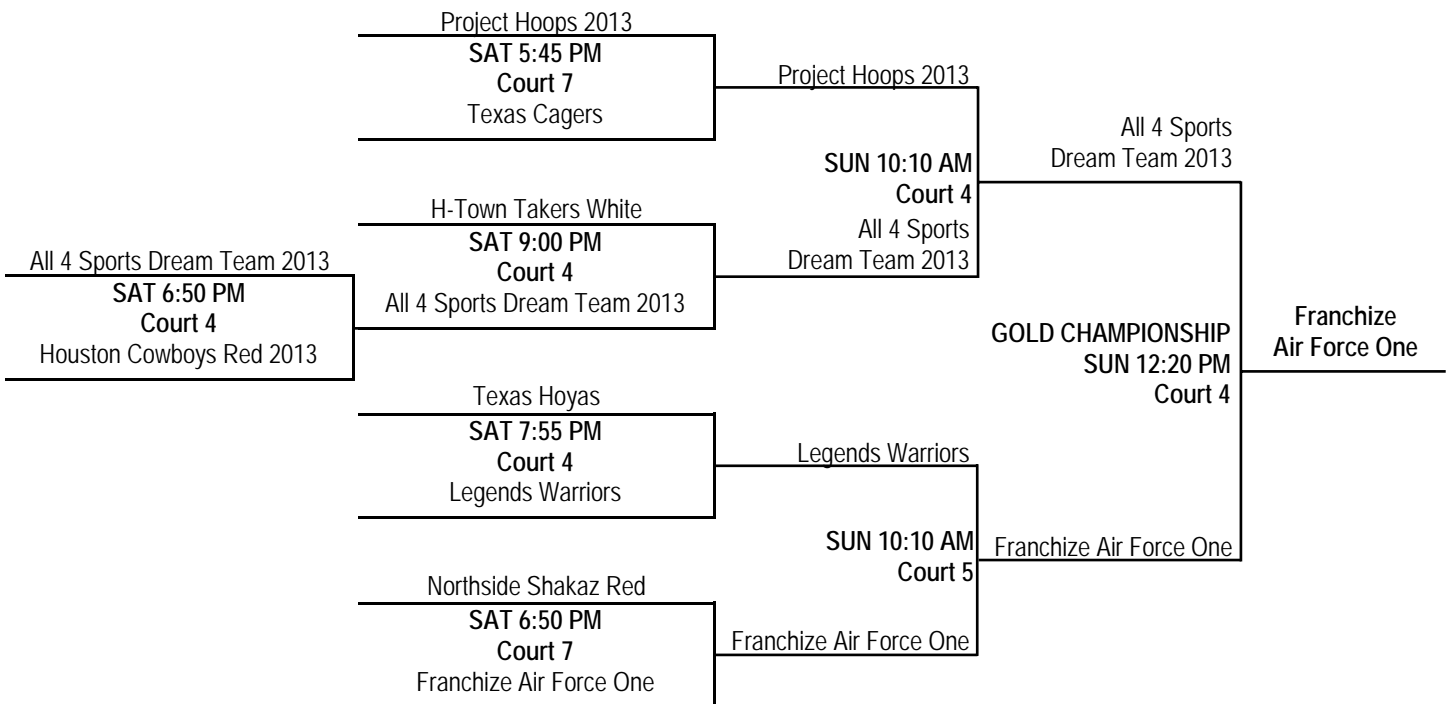 Project Hoops 2013
SAT 5:45 PM
Court 7
Texas Cagers
Project Hoops 2013
All 4 Sports
Dream Team 2013
SUN 10:10 AM
Court 4
H-Town Takers White
SAT 9:00 PM
Court 4
All 4 Sports Dream Team 2013
All 4 Sports
Dream Team 2013
All 4 Sports Dream Team 2013
SAT 6:50 PM
Court 4
Houston Cowboys Red 2013
GOLD CHAMPIONSHIP
SUN 12:20 PM
Court 4
Franchize
Air Force One
Texas Hoyas
SAT 7:55 PM
Court 4
Legends Warriors
Legends Warriors
SUN 10:10 AM
Court 5
Franchize Air Force One
Northside Shakaz Red
SAT 6:50 PM
Court 7
Franchize Air Force One
Franchize Air Force One